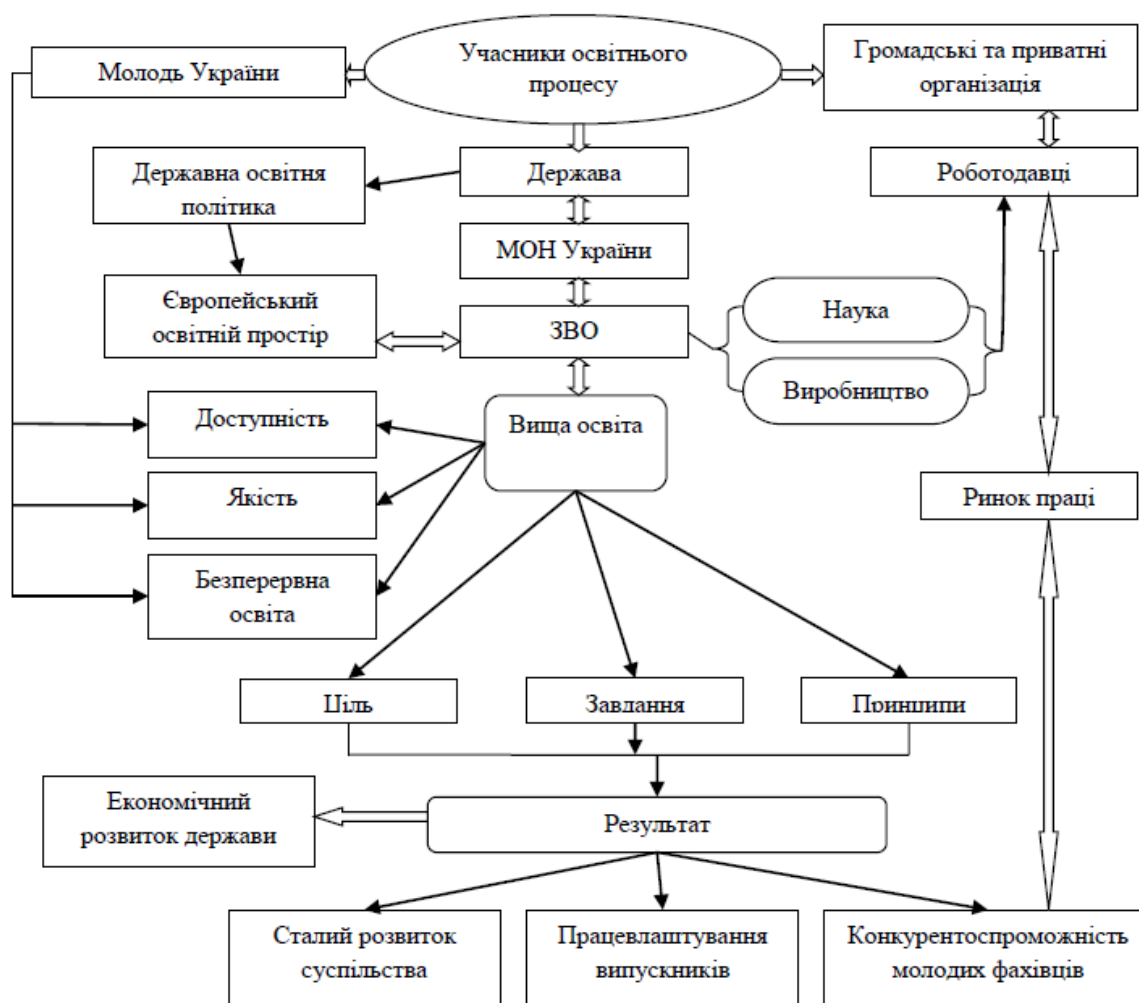 Молодь України
Учасники освітнього
процесу
Громадські та приватні
організація
Державна освітня
політика
Держава
Роботодавці
МОН України
Європейський
освітній простір
ЗВО
Наука
Виробництво
Доступність
Вища освіта
Якість
Ринок праці
Безперервна
освіта
Ціль
Завдання
Принципи
Економічний
розвиток держави
Результат
Сталий розвиток
суспільства
Працевлаштування
випускників
Конкурентоспроможність
молодих фахівців